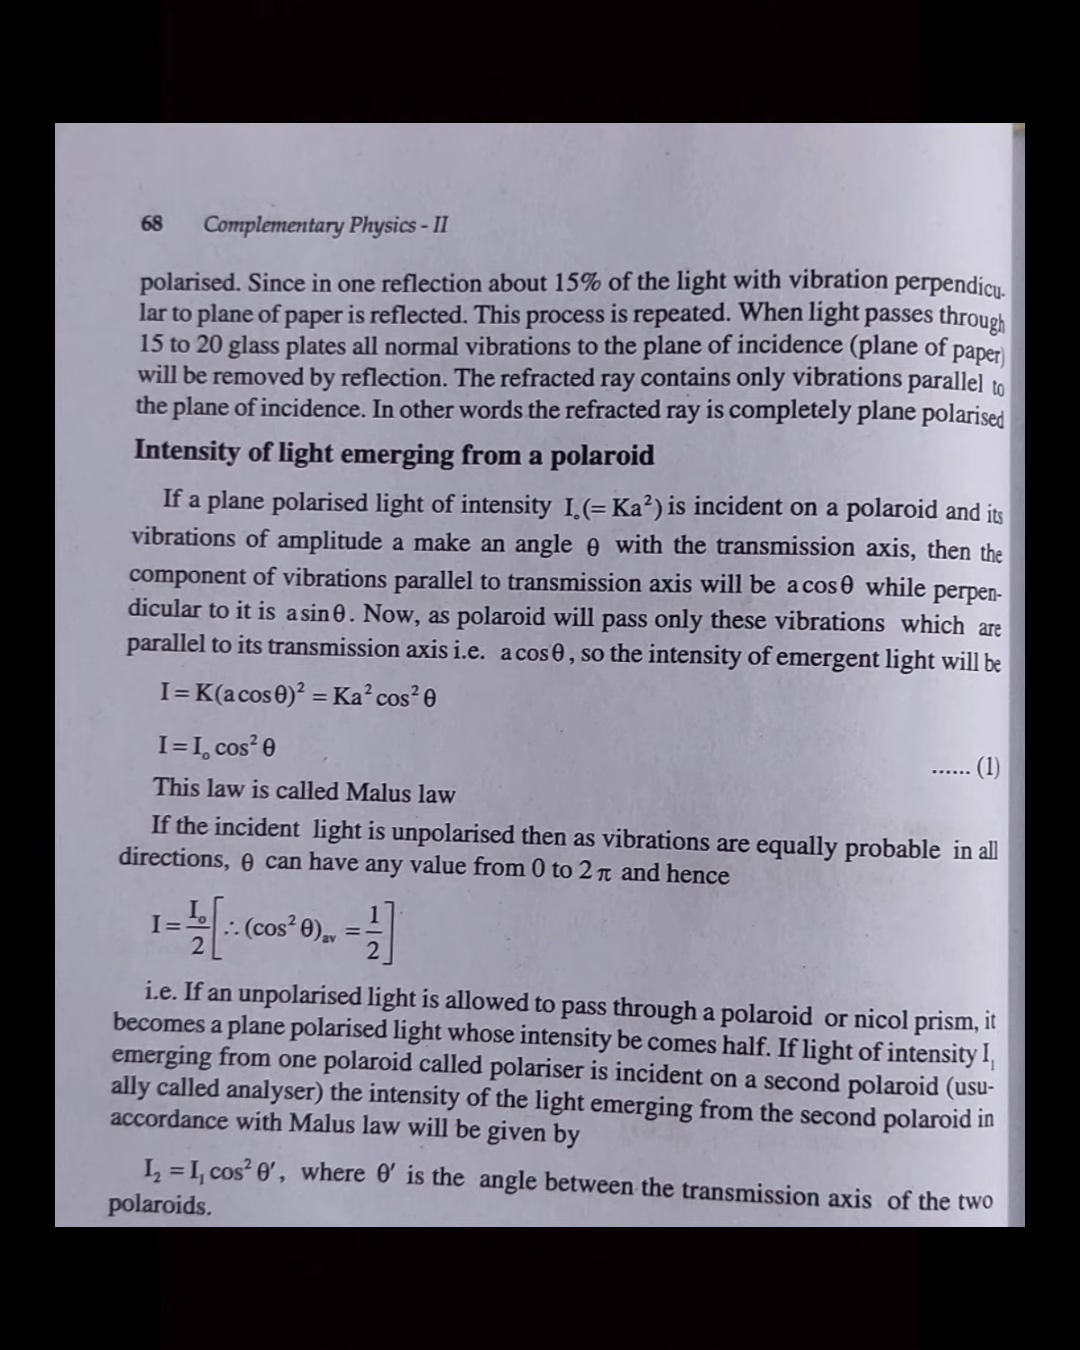 68 Complementary Physics - II
polarised. Since in one reflection about 15% of the light with vibration perpendicu-
lar to plane of paper is reflected. This process is repeated. When light passes through
15 to 20 glass plates all normal vibrations to the plane of incidence (plane of paper)
will be removed by reflection. The refracted ray contains only vibrations parallel to
the plane of incidence. In other words the refracted ray is completely plane polarised
Intensity of light emerging from a polaroid
If a plane polarised light of intensity I₀(= Ka²) is incident on a polaroid and its
vibrations of amplitude a make an angle θ with the transmission axis, then the
component of vibrations parallel to transmission axis will be a cos θ while perpen-
dicular to it is a sin θ. Now, as polaroid will pass only these vibrations which are
parallel to its transmission axis i.e. a cos θ, so the intensity of emergent light will be
I = K(a cos θ)² = Ka² cos² θ
I = I₀ cos² θ
...... (1)
This law is called Malus law
If the incident light is unpolarised then as vibrations are equally probable in all
directions, θ can have any value from 0 to 2 π and hence
I = I₀/2 [∴ (cos² θ)av = 1/2]
i.e. If an unpolarised light is allowed to pass through a polaroid or nicol prism, it
becomes a plane polarised light whose intensity be comes half. If light of intensity I₁
emerging from one polaroid called polariser is incident on a second polaroid (usu-
ally called analyser) the intensity of the light emerging from the second polaroid in
accordance with Malus law will be given by
I₂ = I₁ cos² θ′, where θ′ is the angle between the transmission axis of the two
polaroids.